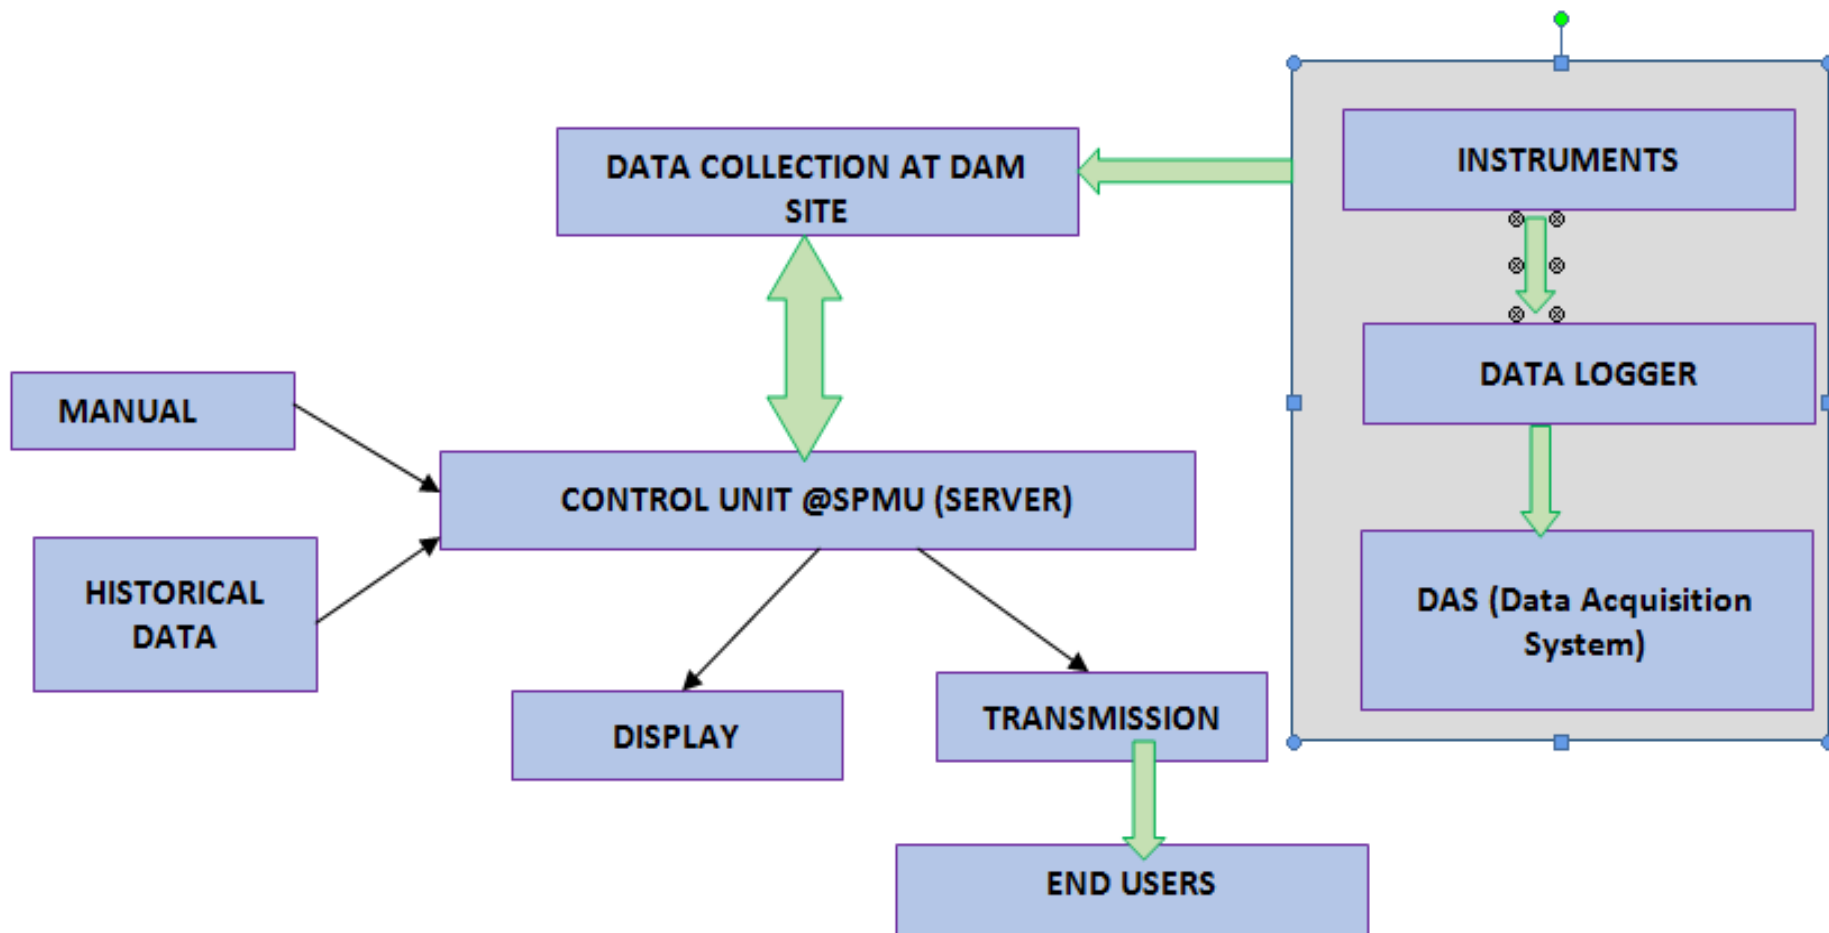 INSTRUMENTS
DATA COLLECTION AT DAM
SITE
DATA LOGGER
MANUAL
CONTROL UNIT @SPMU (SERVER)
HISTORICAL
DATA
DAS (Data Acquisition
System)
TRANSMISSION
DISPLAY
END USERS